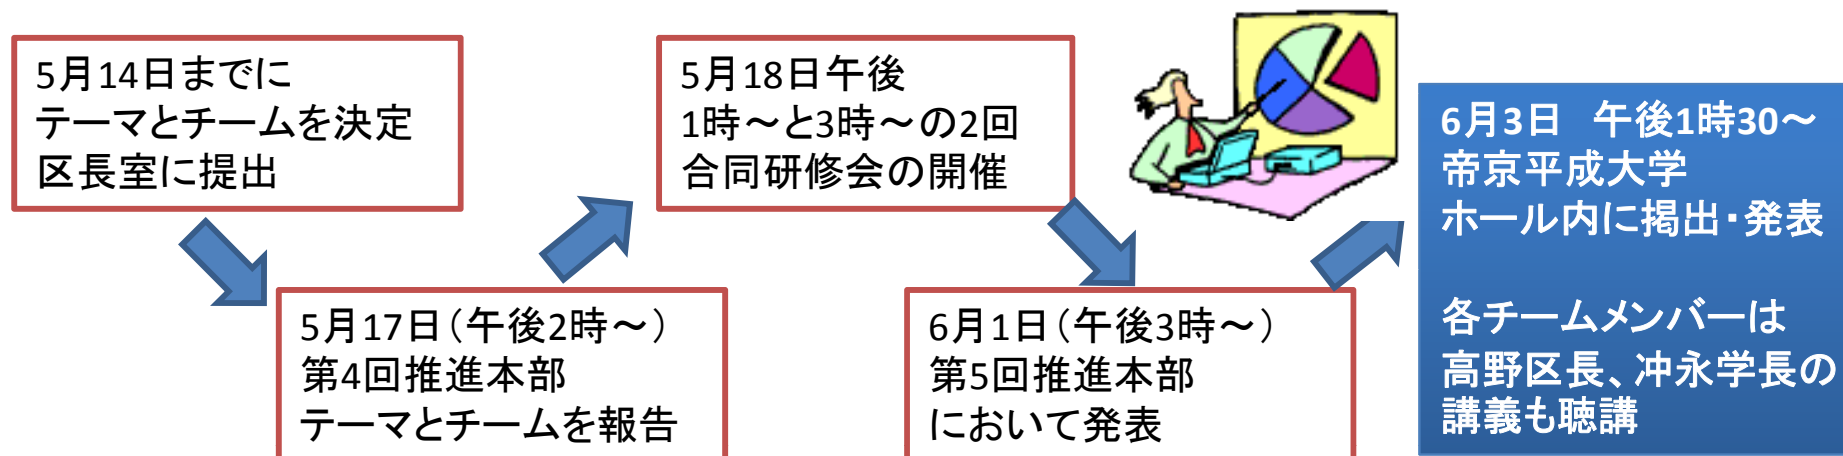 5月14日までに
テーマとチームを決定
区長室に提出
5月17日（午後2時～）
第4回推進本部
テーマとチームを報告
5月18日午後
1時～と3時～の2回
合同研修会の開催
6月1日（午後3時～）
第5回推進本部
において発表
6月3日　午後1時30～
帝京平成大学
ホール内に掲出・発表
各チームメンバーは
高野区長、冲永学長の
講義も聴講